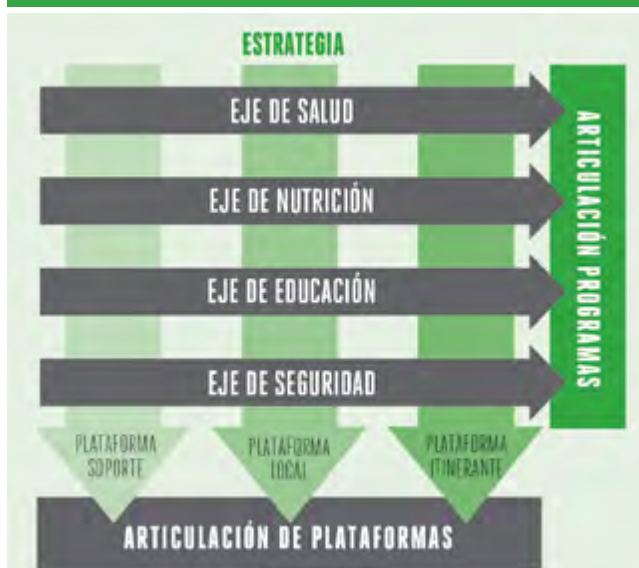 ESTRATEGIA
EJE DE SALUD
EJE DE NUTRICIÓN
EJE DE EDUCACIÓN
EJE DE SEGURIDAD
ARTICULACIÓN PROGRAMAS
PLATAFORMA
SOPORTE
PLATAFORMA
LOCAL
PLATAFORMA
ITINERANTE
ARTICULACIÓN DE PLATAFORMAS